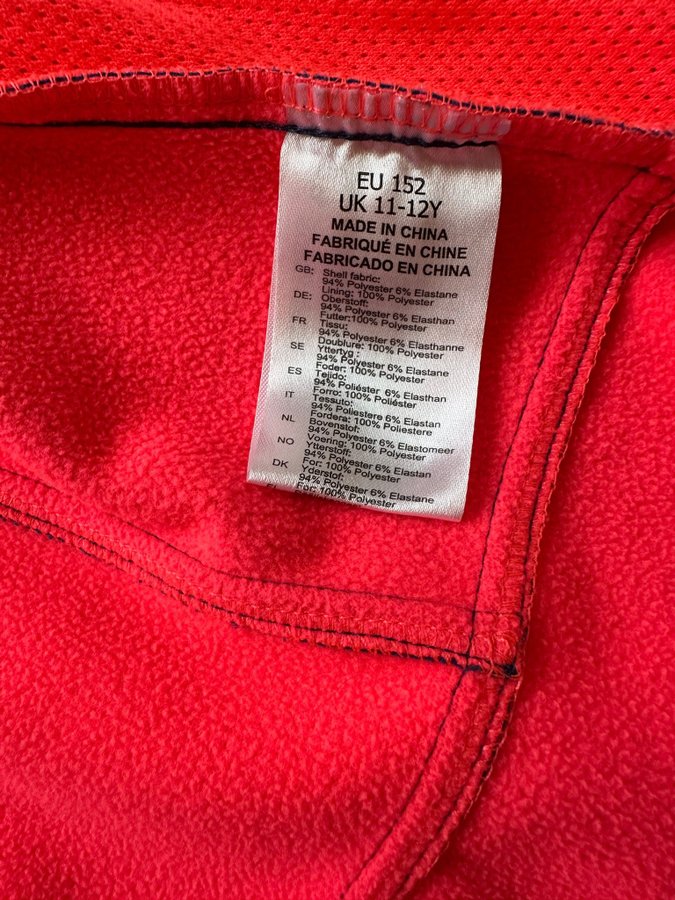 EU 152
UK 11-12Y
MADE IN CHINA
FABRIQUÉ EN CHINE
FABRICADO EN CHINA
GB: Shell fabric:
94% Polyester 6% Elastane
Lining: 100% Polyester
DE: Oberstoff:
94% Polyester 6% Elasthan
Futter:100% Polyester
FR Tissu:
94% Polyester 6% Elasthanne
Doublure: 100% Polyester
SE Yttertyg :
94% Polyester 6% Elastane
Foder: 100% Polyester
ES Tejido:
94% Poliéster 6% Elasthan
Forro: 100% Poliéster
IT Tessuto:
94% Poliestere 6% Elastan
Fordera: 100% Poliestere
NL Bovenstof:
94% Polyester 6% Elastomeer
Voering: 100% Polyester
NO Ytterstoff:
94% Polyester 6% Elastan
For: 100% Polyester
DK Yderstof:
94% Polyester 6% Elastane
For: 100% Polyester